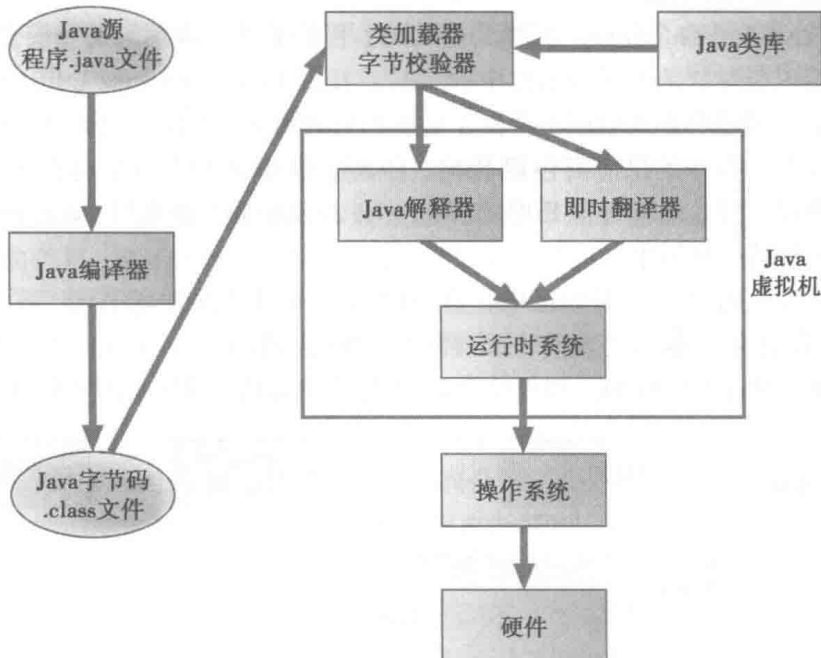 Java源
程序.java文件
类加载器
字节校验器
Java类库
Java解释器
即时翻译器
Java编译器
Java
虚拟机
运行时系统
Java字节码
.class文件
操作系统
硬件